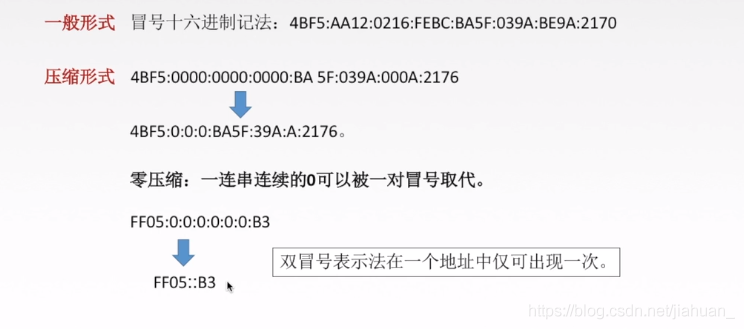 一般形式 冒号十六进制记法：4BF5:AA12:0216:FEBC:BA5F:039A:BE9A:2170
压缩形式 4BF5:0000:0000:0000:BA 5F:039A:000A:2176
4BF5:0:0:0:BA5F:39A:A:2176。
零压缩：一连串连续的0可以被一对冒号取代。
FF05:0:0:0:0:0:0:B3
双冒号表示法在一个地址中仅可出现一次。
FF05::B3
https://blog.csdn.net/jiahuan_